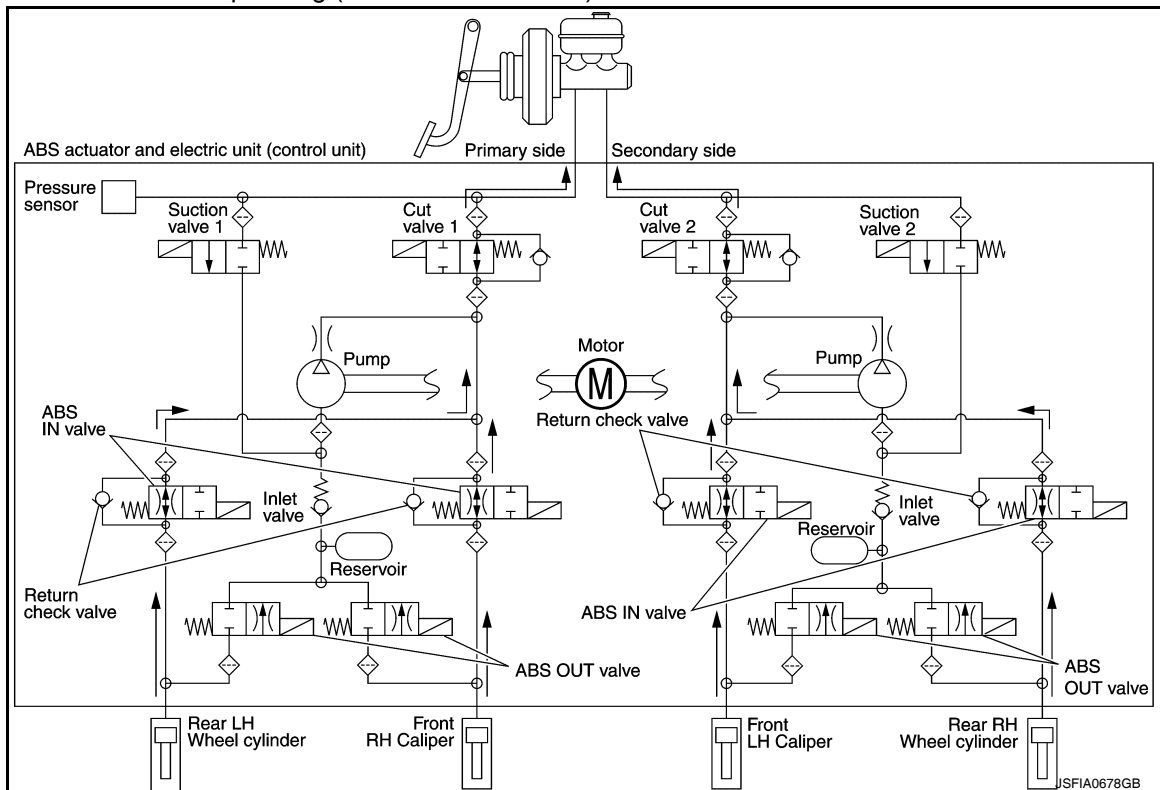 ABS actuator and electric unit (control unit)
Primary side
Secondary side
Pressure
sensor
Suction
valve 1
Cut
valve 1
Cut
valve 2
Suction
valve 2
Pump
Motor
M
Pump
ABS
IN valve
Return check valve
Inlet
valve
Inlet
valve
Reservoir
Reservoir
Return
check valve
ABS IN valve
ABS OUT valve
ABS
OUT valve
Rear LH
Wheel cylinder
Front
RH Caliper
Front
LH Caliper
Rear RH
Wheel cylinder
JSFIA0678GB